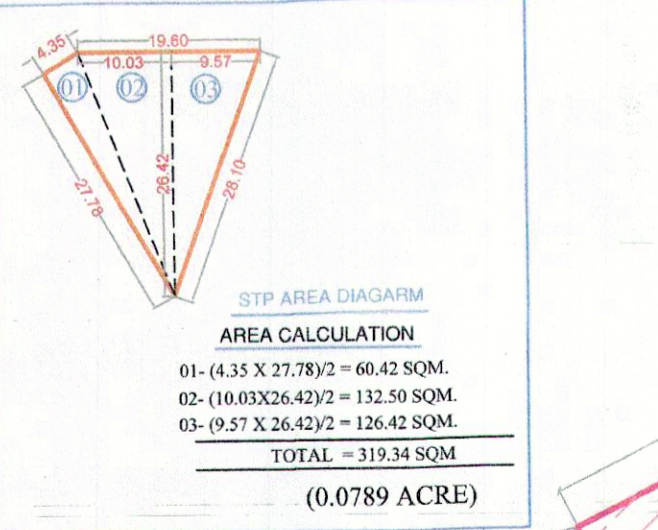 4.35
19.60
10.03 9.57
01 02 03
27.78
26.42
28.10
STP AREA DIAGARM
AREA CALCULATION
01- (4.35 X 27.78)/2 = 60.42 SQM.
02- (10.03X26.42)/2 = 132.50 SQM.
03- (9.57 X 26.42)/2 = 126.42 SQM.
TOTAL = 319.34 SQM
(0.0789 ACRE)